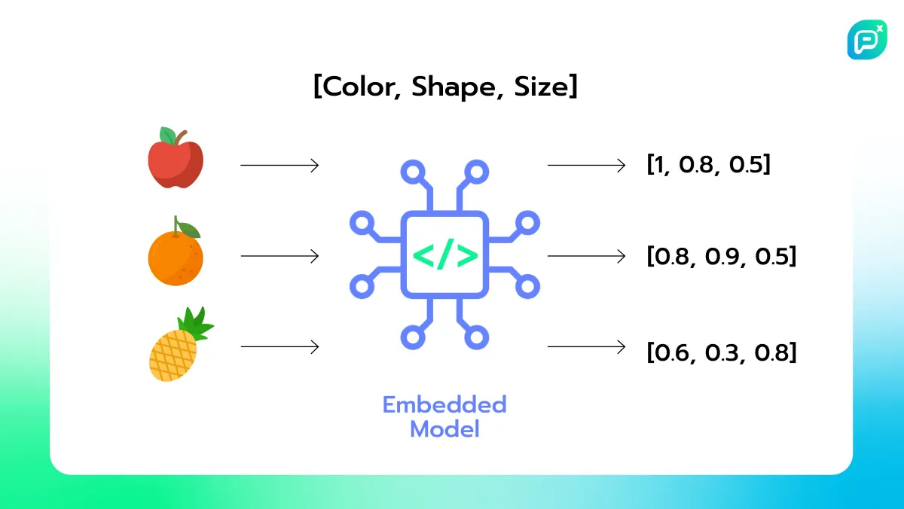 [Color, Shape, Size]
[1, 0.8, 0.5]
</>
[0.8, 0.9, 0.5]
[0.6, 0.3, 0.8]
Embedded
Model